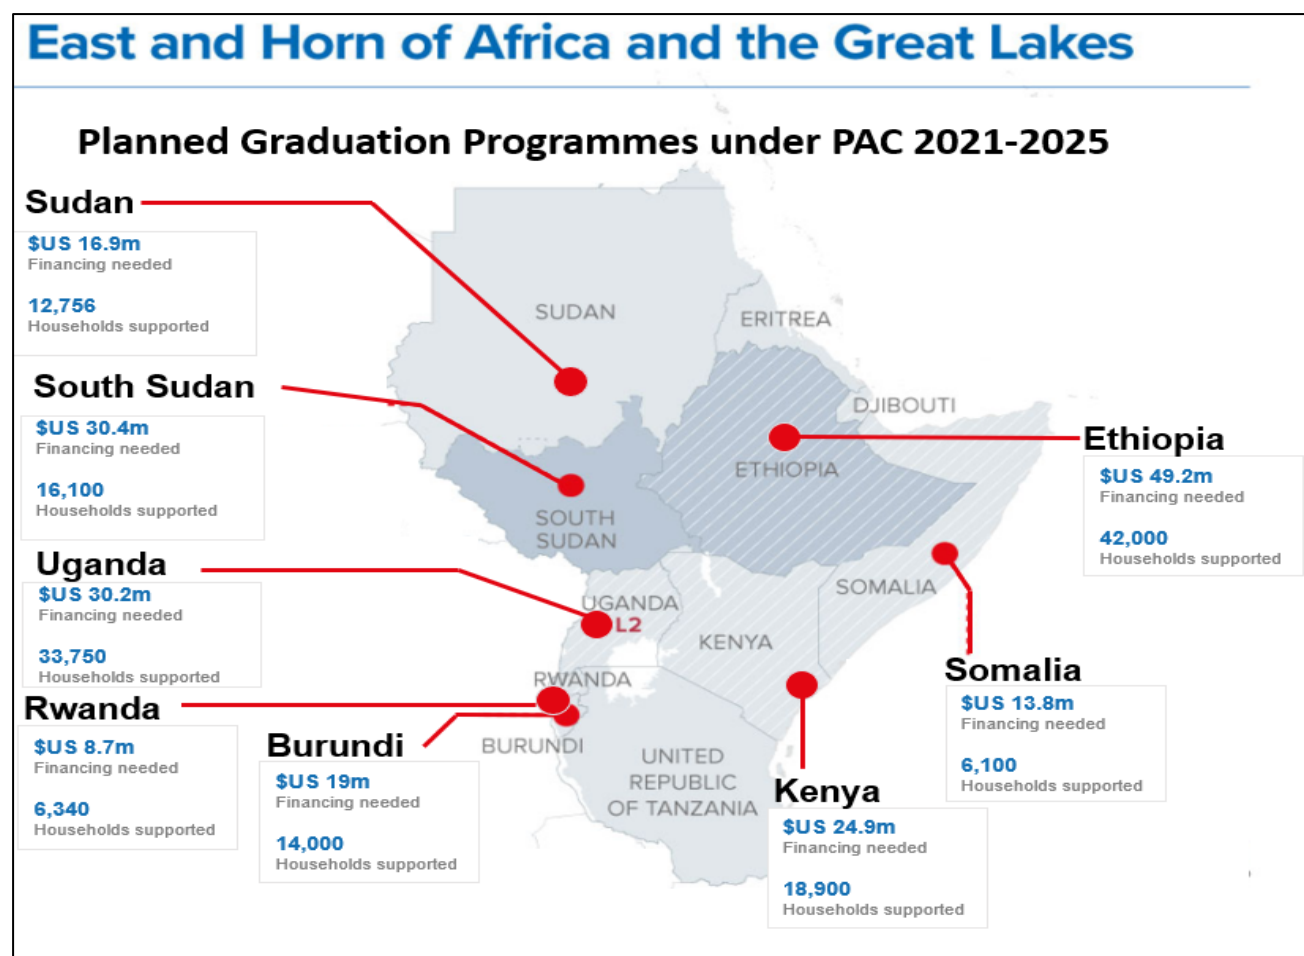 East and Horn of Africa and the Great Lakes
Planned Graduation Programmes under PAC 2021-2025
Sudan
$US 16.9m
Financing needed
12,756
Households supported
South Sudan
$US 30.4m
Financing needed
16,100
Households supported
Uganda
$US 30.2m
Financing needed
33,750
Households supported
Rwanda
$US 8.7m
Financing needed
6,340
Households supported
Burundi
$US 19m
Financing needed
14,000
Households supported
Kenya
$US 24.9m
Financing needed
18,900
Households supported
Somalia
$US 13.8m
Financing needed
6,100
Households supported
Ethiopia
$US 49.2m
Financing needed
42,000
Households supported
SUDAN
ERITREA
DJIBOUTI
ETHIOPIA
SOUTH
SUDAN
SOMALIA
UGANDA
L2
KENYA
RWANDA
BURUNDI
UNITED
REPUBLIC
OF TANZANIA